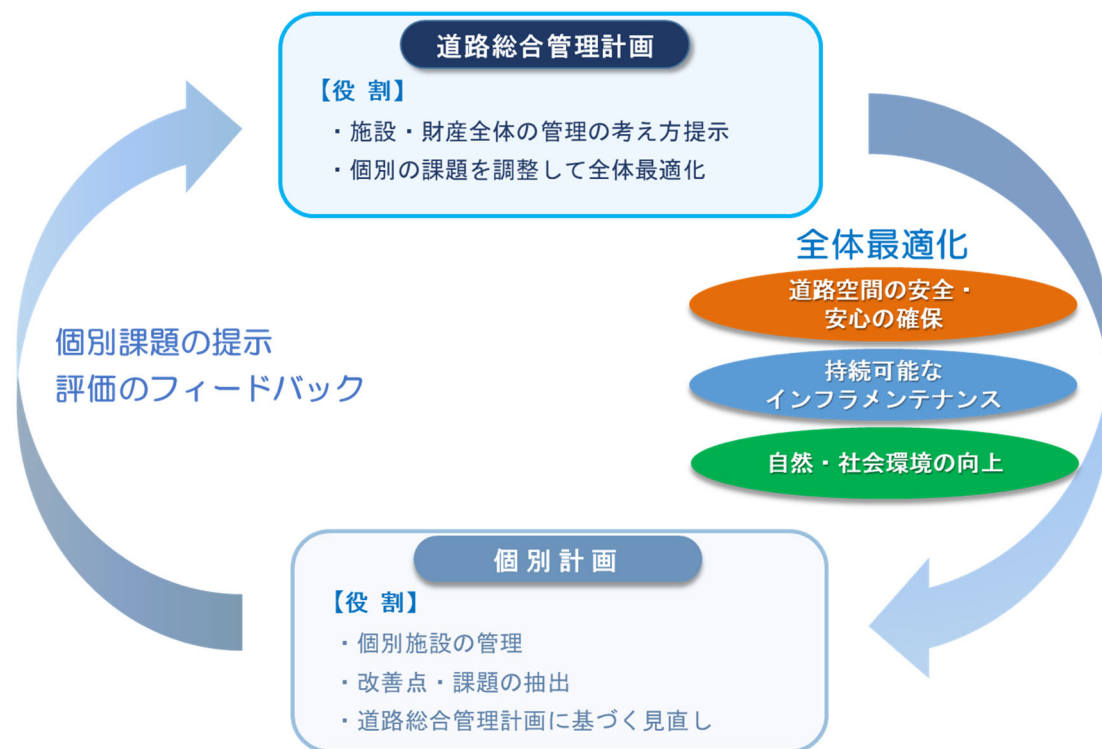 道路総合管理計画
【役 割】
・施設・財産全体の管理の考え方提示
・個別の課題を調整して全体最適化
全体最適化
道路空間の安全・
安心の確保
持続可能な
インフラメンテナンス
自然・社会環境の向上
個別課題の提示
評価のフィードバック
個別計画
【役 割】
・個別施設の管理
・改善点・課題の抽出
・道路総合管理計画に基づく見直し